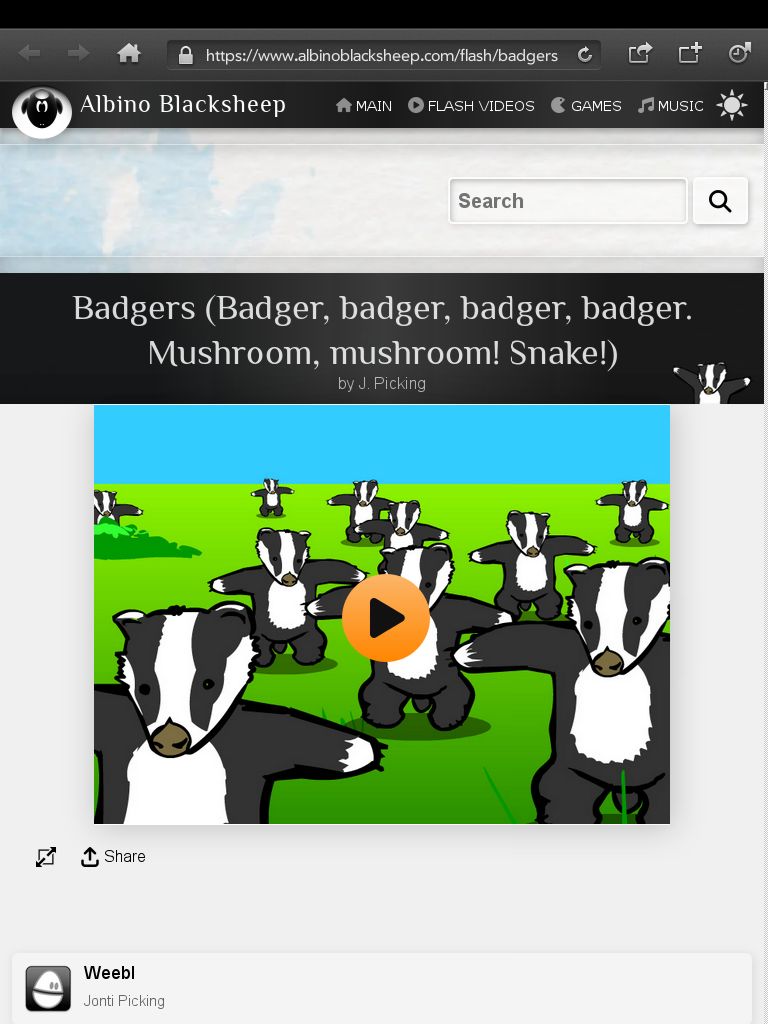 https://www.albinoblacksheep.com/flash/badgers
Albino Blacksheep
MAIN
FLASH VIDEOS
GAMES
MUSIC
Search
Badgers (Badger, badger, badger, badger.
Mushroom, mushroom! Snake!)
by J. Picking
Share
Weebl
Jonti Picking